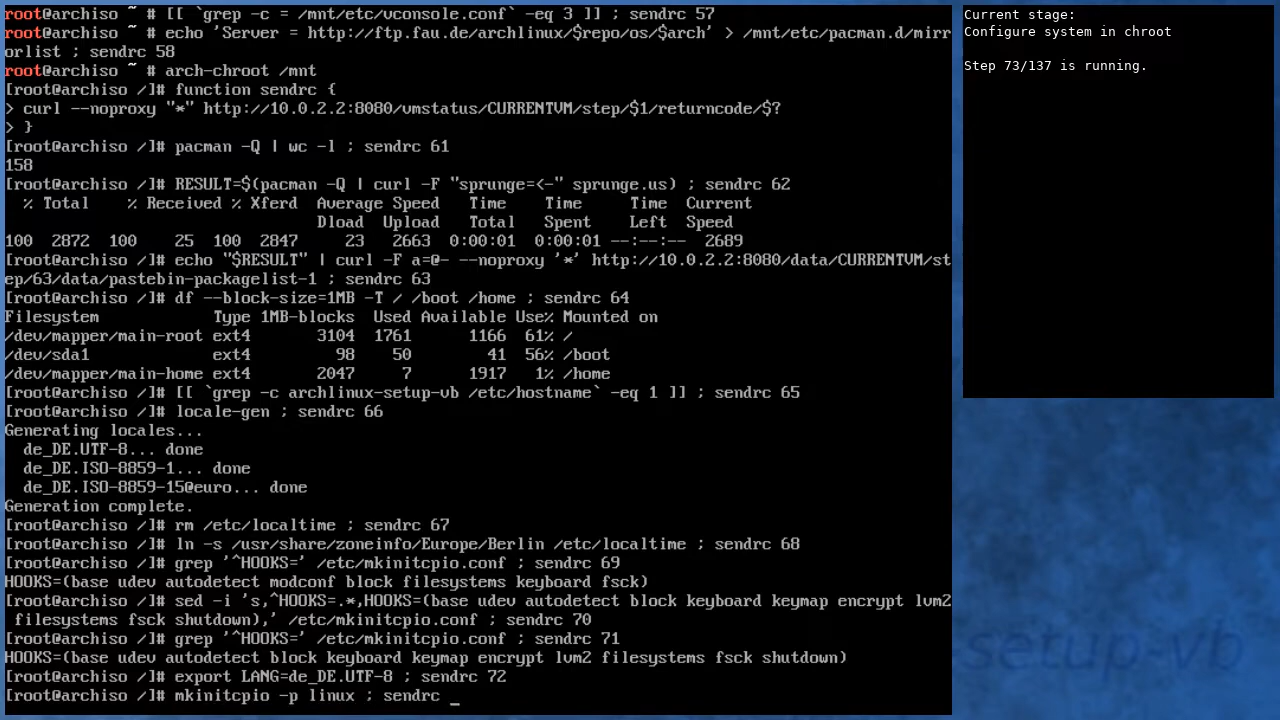 root@archiso ~ # [[ `grep -c = /mnt/etc/vconsole.conf` -eq 3 ]] ; sendrc 57
root@archiso ~ # echo 'Server = http://ftp.fau.de/archlinux/$repo/os/$arch' > /mnt/etc/pacman.d/mirr
orlist ; sendrc 58
root@archiso ~ # arch-chroot /mnt
[root@archiso /]# function sendrc {
> curl --noproxy "*" http://10.0.2.2:8080/vmstatus/CURRENTVM/step/$1/returncode/$?
> }
[root@archiso /]# pacman -Q | wc -l ; sendrc 61
158
[root@archiso /]# RESULT=$(pacman -Q | curl -F "sprunge=<-" sprunge.us) ; sendrc 62
  % Total    % Received % Xferd  Average Speed   Time    Time     Time  Current
                                 Dload  Upload   Total   Spent    Left  Speed
100  2872  100    25  100  2847     23   2663  0:00:01  0:00:01 --:--:--  2689
[root@archiso /]# echo "$RESULT" | curl -F a=@- --noproxy '*' http://10.0.2.2:8080/data/CURRENTVM/st
ep/63/data/pastebin-packagelist-1 ; sendrc 63
[root@archiso /]# df --block-size=1MB -T / /boot /home ; sendrc 64
Filesystem            Type 1MB-blocks  Used Available Use% Mounted on
/dev/mapper/main-root ext4       3104  1761      1166  61% /
/dev/sda1             ext4         98    50        41  56% /boot
/dev/mapper/main-home ext4       2047     7      1917   1% /home
[root@archiso /]# [[ `grep -c archlinux-setup-vb /etc/hostname` -eq 1 ]] ; sendrc 65
[root@archiso /]# locale-gen ; sendrc 66
Generating locales...
  de_DE.UTF-8... done
  de_DE.ISO-8859-1... done
  de_DE.ISO-8859-15@euro... done
Generation complete.
[root@archiso /]# rm /etc/localtime ; sendrc 67
[root@archiso /]# ln -s /usr/share/zoneinfo/Europe/Berlin /etc/localtime ; sendrc 68
[root@archiso /]# grep '^HOOKS=' /etc/mkinitcpio.conf ; sendrc 69
HOOKS=(base udev autodetect modconf block filesystems keyboard fsck)
[root@archiso /]# sed -i 's,^HOOKS=.*,HOOKS=(base udev autodetect block keyboard keymap encrypt lvm2
 filesystems fsck shutdown),' /etc/mkinitcpio.conf ; sendrc 70
[root@archiso /]# grep '^HOOKS=' /etc/mkinitcpio.conf ; sendrc 71
HOOKS=(base udev autodetect block keyboard keymap encrypt lvm2 filesystems fsck shutdown)
[root@archiso /]# export LANG=de_DE.UTF-8 ; sendrc 72
[root@archiso /]# mkinitcpio -p linux ; sendrc _
Current stage:
Configure system in chroot
Step 73/137 is running.
setup-vb